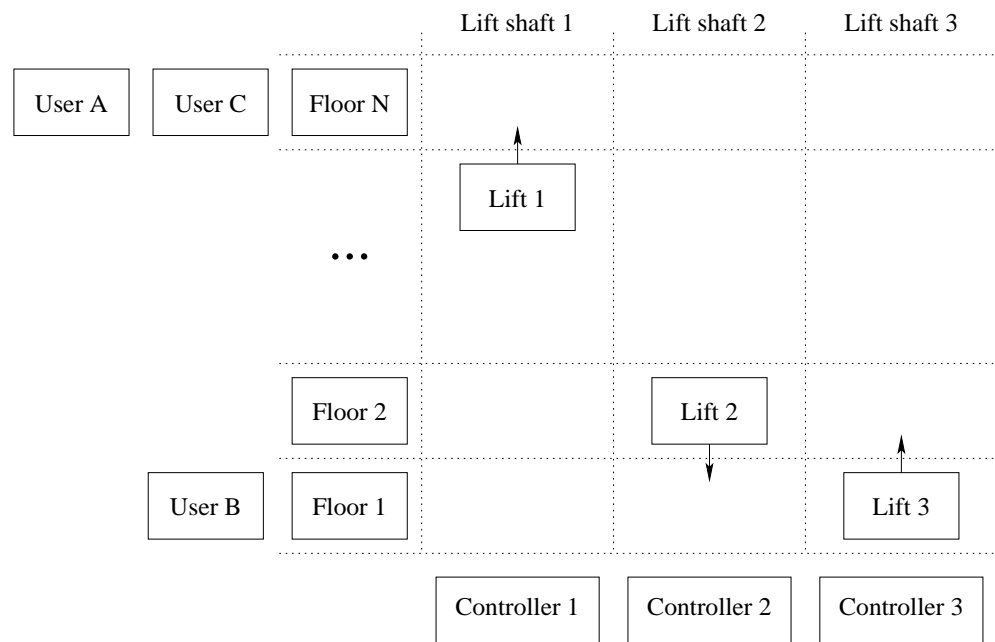 Lift shaft 1 Lift shaft 2 Lift shaft 3
User A User C Floor N
Lift 1
...
Floor 2 Lift 2
User B Floor 1 Lift 3
Controller 1 Controller 2 Controller 3